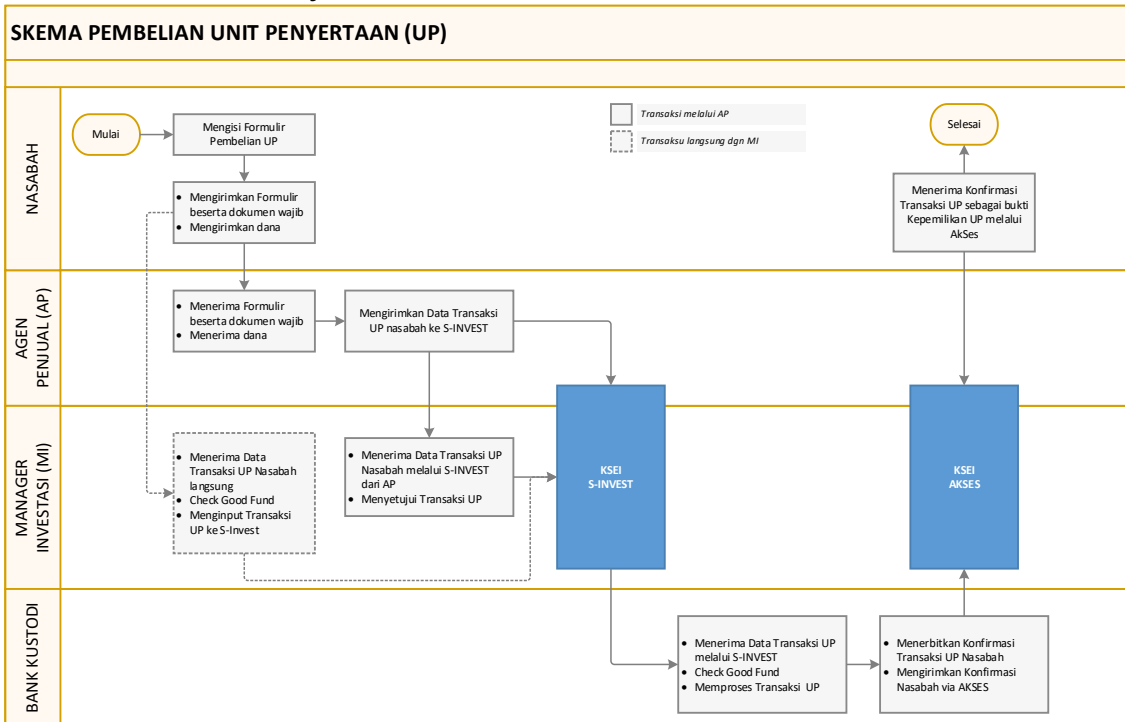 SKEMA PEMBELIAN UNIT PENYERTAAN (UP)
NASABAH
Mulai
Mengisi Formulir
Pembelian UP
Transaksi melalui AP
Transaksu langsung dgn MI
Selesai
• Mengirimkan Formulir
beserta dokumen wajib
• Mengirimkan dana
Menerima Konfirmasi
Transaksi UP sebagai bukti
Kepemilikan UP melalui
AkSes
AGEN
PENJUAL (AP)
• Menerima Formulir
beserta dokumen wajib
• Menerima dana
Mengirimkan Data Transaksi
UP nasabah ke S-INVEST
MANAGER
INVESTASI (MI)
• Menerima Data
Transaksi UP Nasabah
langsung
• Check Good Fund
• Menginput Transaksi
UP ke S-Invest
• Menerima Data Transaksi UP
Nasabah melalui S-INVEST
dari AP
• Menyetujui Transaksi UP
KSEI
S-INVEST
KSEI
AKSES
BANK KUSTODI
• Menerima Data Transaksi UP
melalui S-INVEST
• Check Good Fund
• Memproses Transaksi UP
• Menerbitkan Konfirmasi
Transaksi UP Nasabah
• Mengirimkan Konfirmasi
Nasabah via AKSES